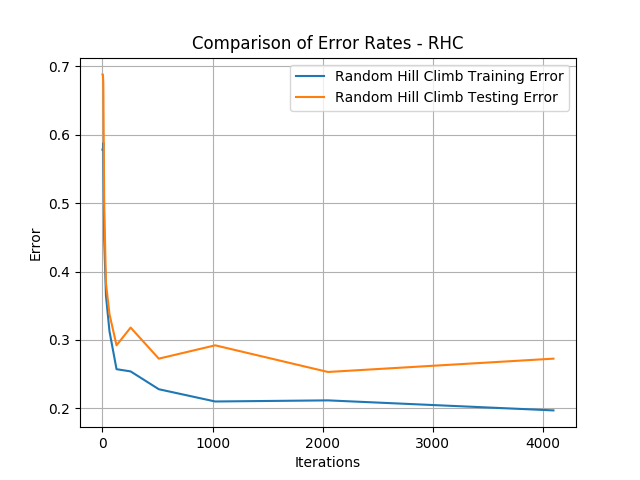 Comparison of Error Rates - RHC
Random Hill Climb Training Error
Random Hill Climb Testing Error
Error
0.7
0.6
0.5
0.4
0.3
0.2
0
1000
2000
3000
4000
Iterations